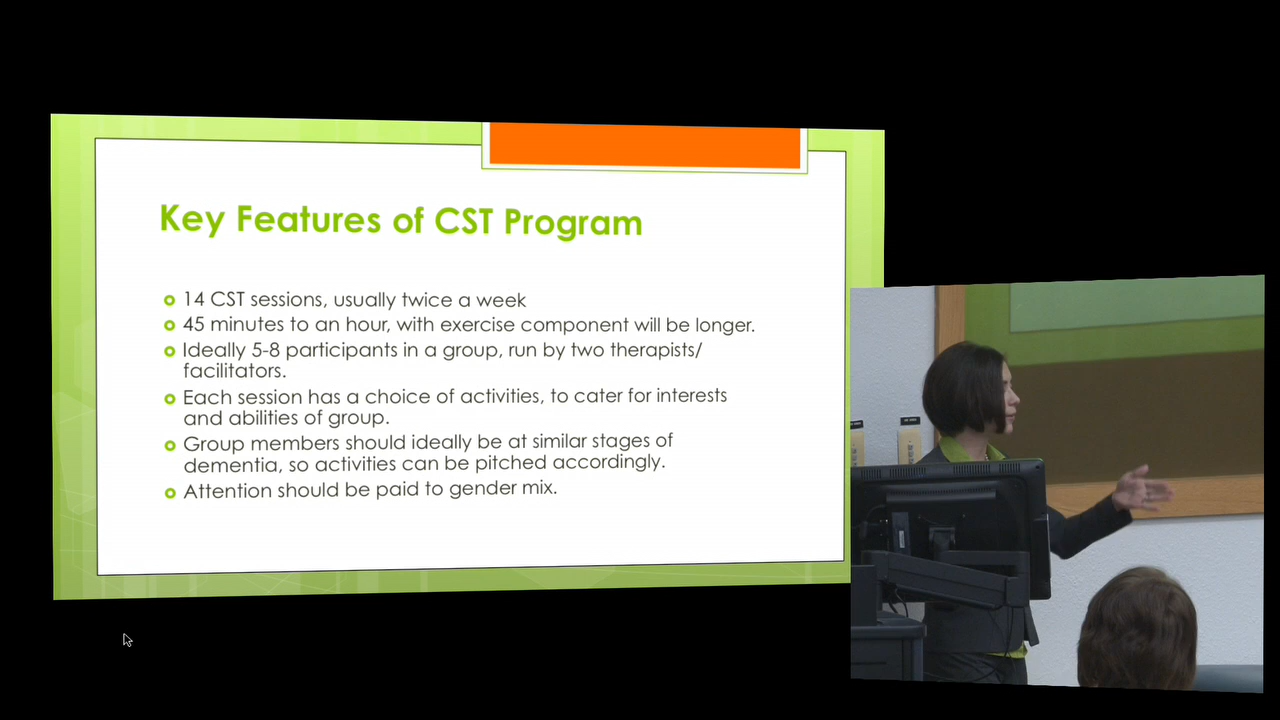 Key Features of CST Program
14 CST sessions, usually twice a week
45 minutes to an hour, with exercise component will be longer.
Ideally 5-8 participants in a group, run by two therapists/
facilitators.
Each session has a choice of activities, to cater for interests
and abilities of group.
Group members should ideally be at similar stages of
dementia, so activities can be pitched accordingly.
Attention should be paid to gender mix.